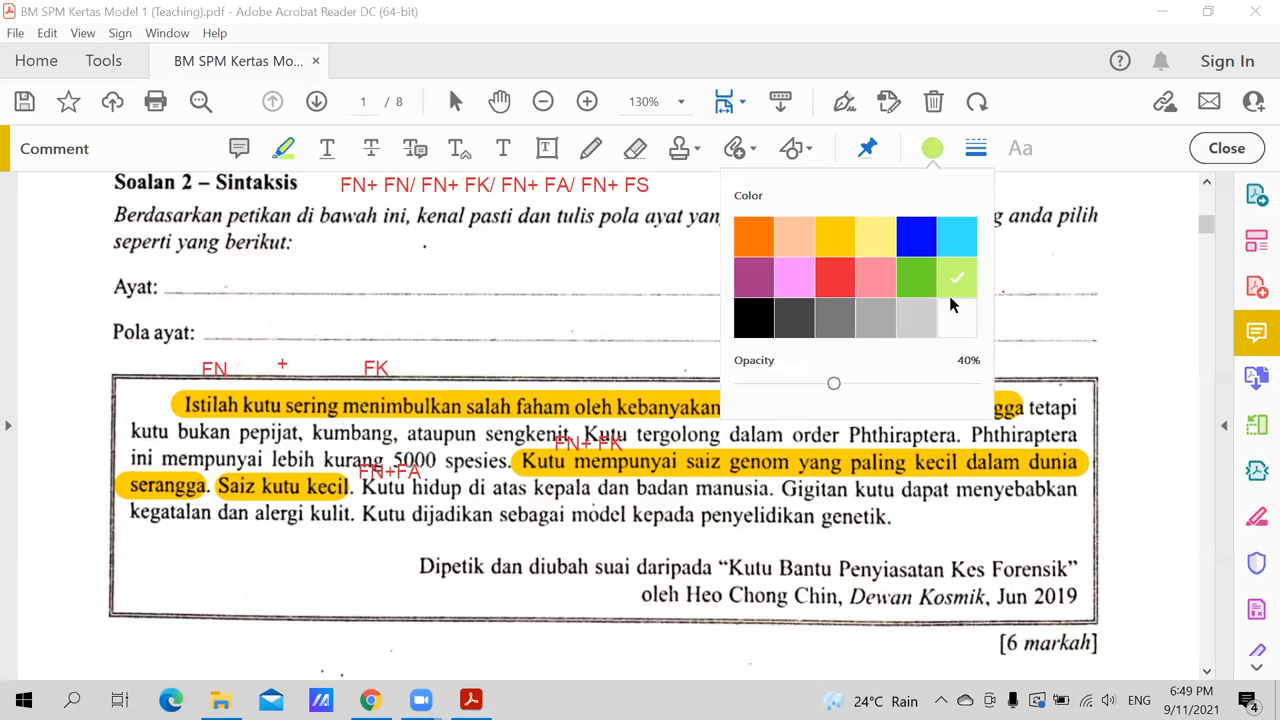 BM SPM Kertas Model 1 (Teaching).pdf - Adobe Acrobat Reader DC (64-bit)
File Edit View Sign Window Help
Home Tools BM SPM Kertas Mo... × Sign In
1 / 8 130%
Comment Aa Close
Soalan 2 – Sintaksis FN+ FN/ FN+ FK/ FN+ FA/ FN+ FS
Color
Berdasarkan petikan di bawah ini, kenal pasti dan tulis pola ayat yang anda pilih
seperti yang berikut:
Ayat:
Pola ayat:
Opacity 40%
FN + FK
Istilah kutu sering menimbulkan salah faham oleh kebanyakan gga tetapi
kutu bukan pepijat, kumbang, ataupun sengkenit. Kutu tergolong dalam order Phthiraptera. Phthiraptera
FN+ FK
ini mempunyai lebih kurang 5000 spesies. Kutu mempunyai saiz genom yang paling kecil dalam dunia
FN+FA
serangga. Saiz kutu kecil. Kutu hidup di atas kepala dan badan manusia. Gigitan kutu dapat menyebabkan
kegatalan dan alergi kulit. Kutu dijadikan sebagai model kepada penyelidikan genetik.
Dipetik dan diubah suai daripada “Kutu Bantu Penyiasatan Kes Forensik”
oleh Heo Chong Chin, Dewan Kosmik, Jun 2019
[6 markah]
24°C Rain ENG 6:49 PM
9/11/2021 4